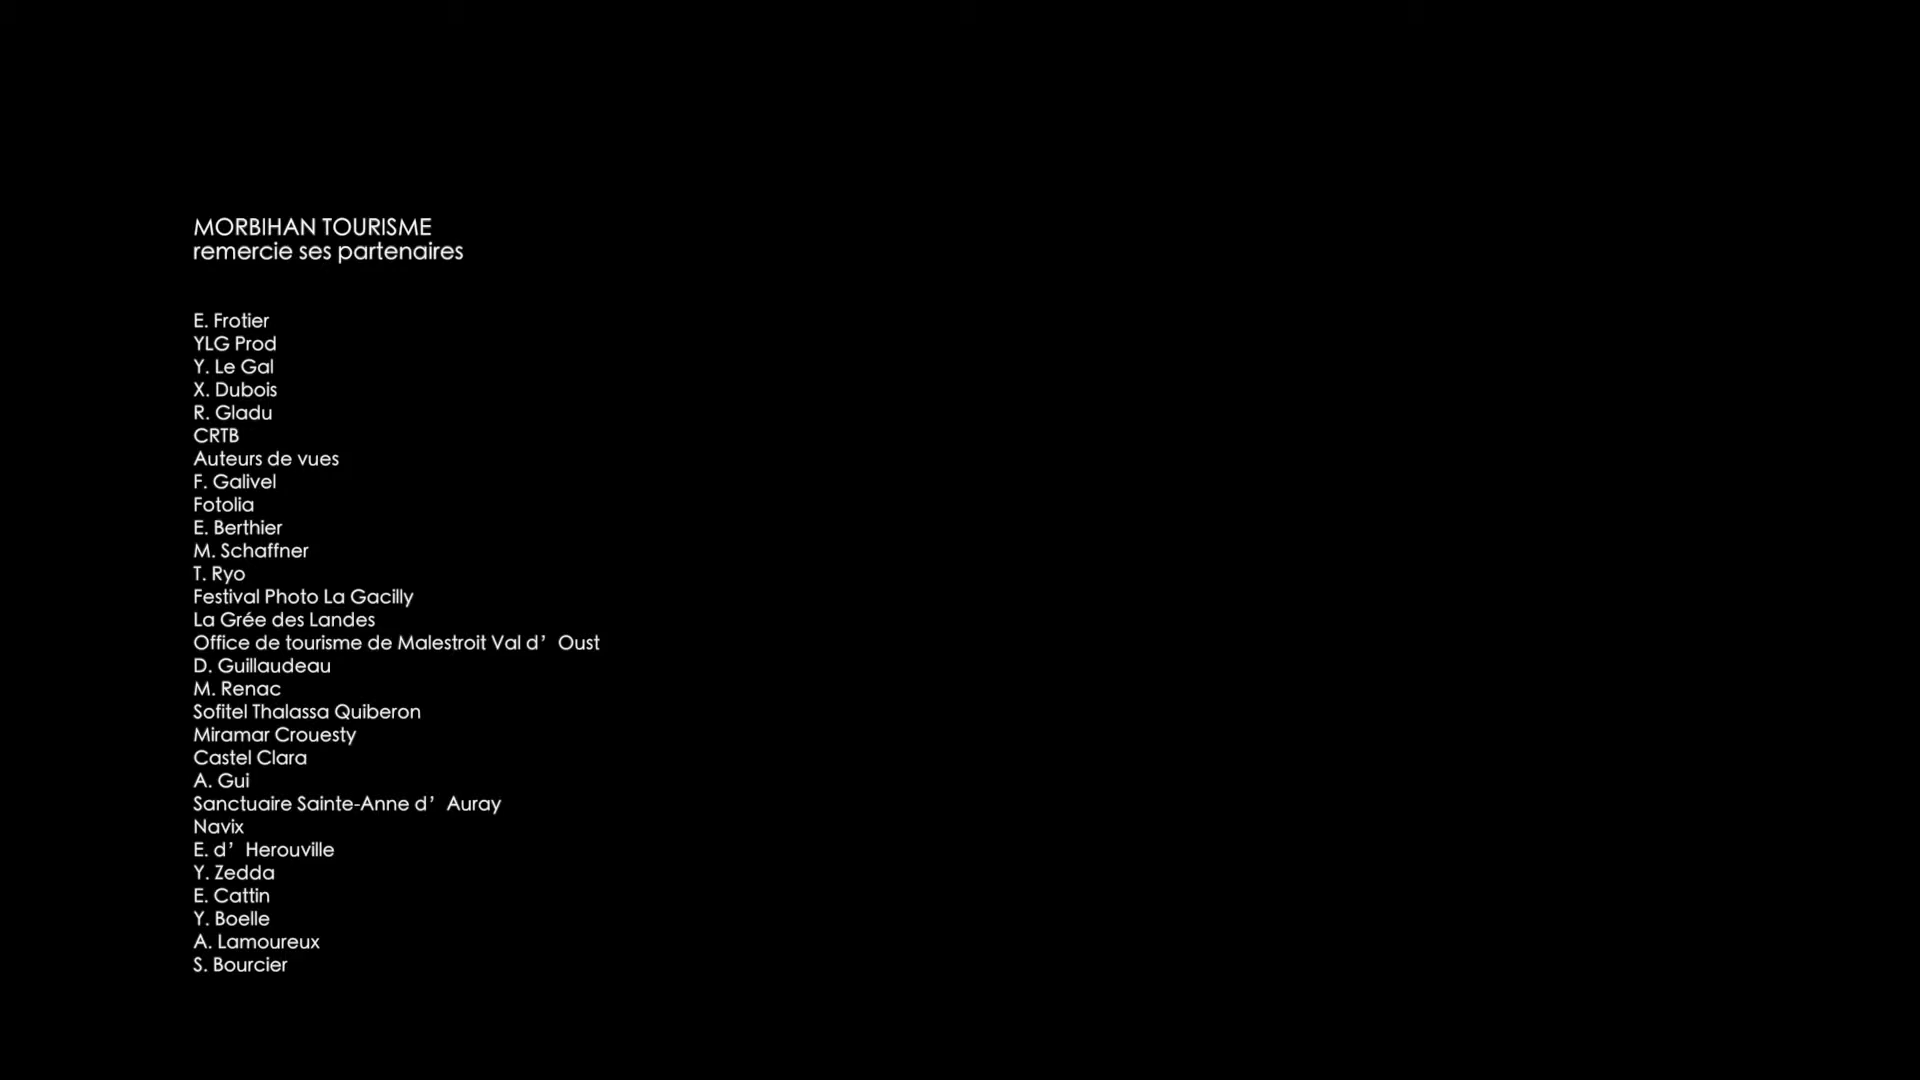 MORBIHAN TOURISME
remercie ses partenaires
E. Frotier
YLG Prod
Y. Le Gal
X. Dubois
R. Gladu
CRTB
Auteurs de vues
F. Galivel
Fotolia
E. Berthier
M. Schaffner
T. Ryo
Festival Photo La Gacilly
La Grée des Landes
Office de tourisme de Malestroit Val d’ Oust
D. Guillaudeau
M. Renac
Sofitel Thalassa Quiberon
Miramar Crouesty
Castel Clara
A. Gui
Sanctuaire Sainte-Anne d’ Auray
Navix
E. d’ Herouville
Y. Zedda
E. Cattin
Y. Boelle
A. Lamoureux
S. Bourcier